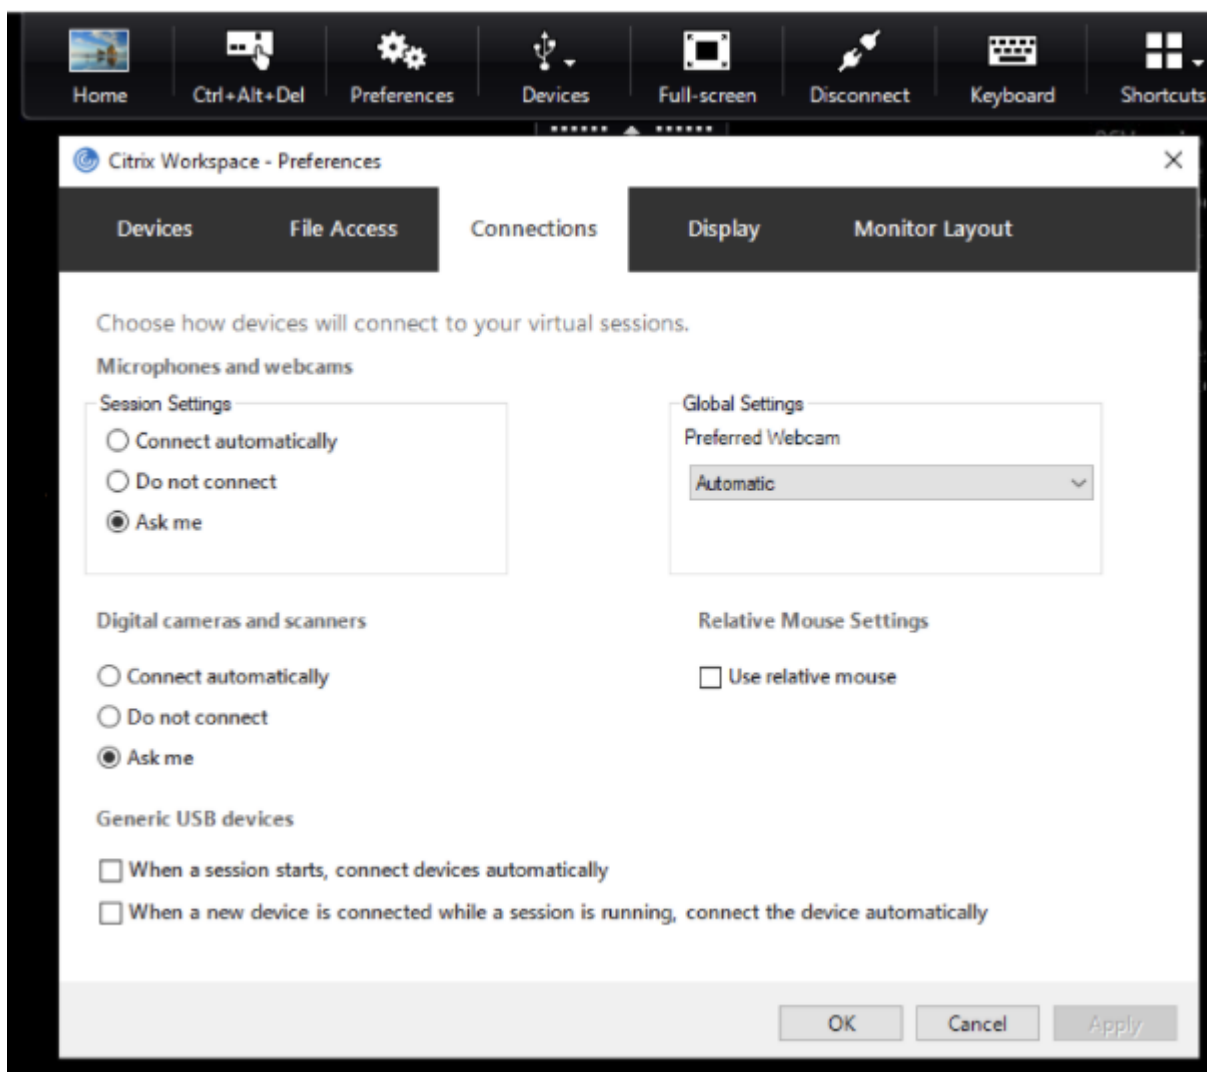 Home Ctrl+Alt+Del Preferences Devices Full-screen Disconnect Keyboard Shortcuts
Citrix Workspace - Preferences
Devices File Access Connections Display Monitor Layout
Choose how devices will connect to your virtual sessions.
Microphones and webcams
Session Settings
Connect automatically
Do not connect
Ask me
Global Settings
Preferred Webcam
Automatic
Digital cameras and scanners
Connect automatically
Do not connect
Ask me
Relative Mouse Settings
Use relative mouse
Generic USB devices
When a session starts, connect devices automatically
When a new device is connected while a session is running, connect the device automatically
OK Cancel Apply